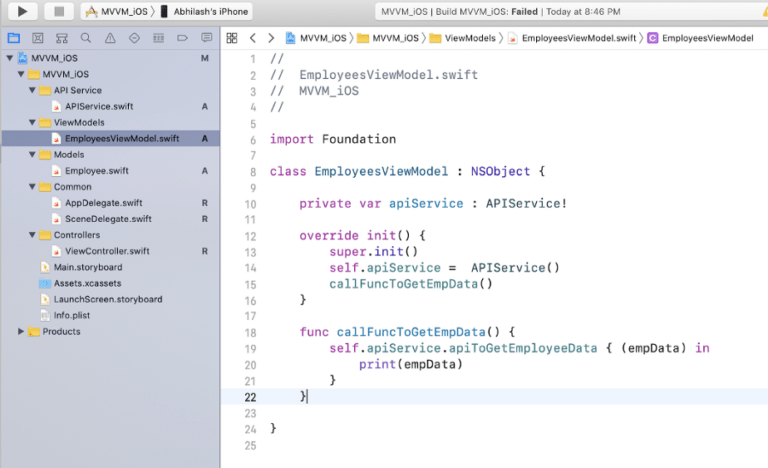 MVVM_iOS 〉 Abhilash's iPhone
MVVM_iOS | Build MVVM_iOS: Failed | Today at 8:46 PM
MVVM_iOS 〉 MVVM_iOS 〉 ViewModels 〉 EmployeesViewModel.swift 〉 C EmployeesViewModel
MVVM_iOS M
MVVM_iOS
API Service
APIService.swift A
ViewModels
EmployeesViewModel.swift A
Models
Employee.swift A
Common
AppDelegate.swift R
SceneDelegate.swift R
Controllers
ViewController.swift R
Main.storyboard
Assets.xcassets
LaunchScreen.storyboard
Info.plist
Products
1 //
2 //  EmployeesViewModel.swift
3 //  MVVM_iOS
4 //
5
6 import Foundation
7
8 class EmployeesViewModel : NSObject {
9
10     private var apiService : APIService!
11
12     override init() {
13         super.init()
14         self.apiService =  APIService()
15         callFuncToGetEmpData()
16     }
17
18     func callFuncToGetEmpData() {
19         self.apiService.apiToGetEmployeeData { (empData) in
20             print(empData)
21         }
22     }
23
24 }
25